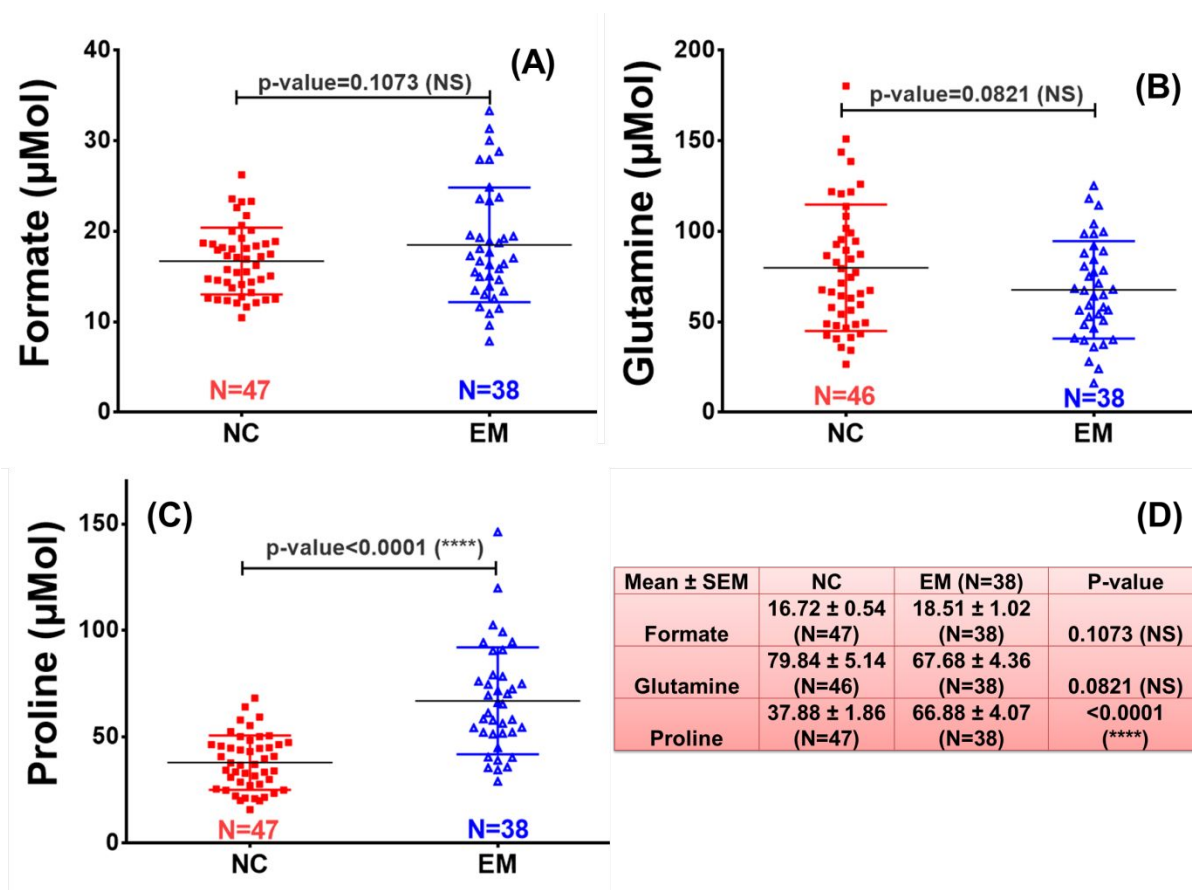 (A)
Formate (µMol)
40
30
20
10
0
p-value=0.1073 (NS)
N=47
N=38
NC
EM
(B)
Glutamine (µMol)
200
150
100
50
0
p-value=0.0821 (NS)
N=46
N=38
NC
EM
(C)
Proline (µMol)
150
100
50
0
p-value<0.0001 (****)
N=47
N=38
NC
EM
(D)
Mean ± SEM NC EM (N=38) P-value
Formate 16.72 ± 0.54 (N=47) 18.51 ± 1.02 (N=38) 0.1073 (NS)
Glutamine 79.84 ± 5.14 (N=46) 67.68 ± 4.36 (N=38) 0.0821 (NS)
Proline 37.88 ± 1.86 (N=47) 66.88 ± 4.07 (N=38) <0.0001 (****)